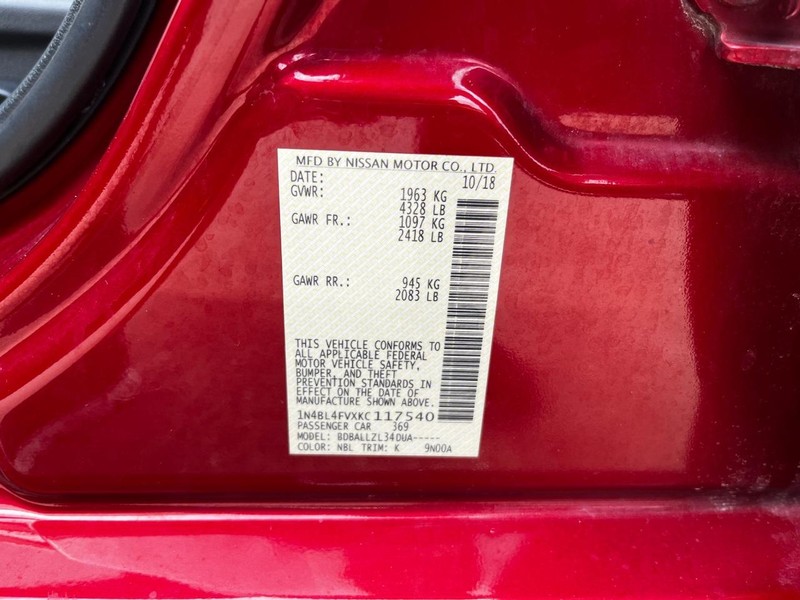 MFD BY NISSAN MOTOR CO., LTD.
DATE: 10/18
GVWR: 1963 KG
4328 LB
GAWR FR.: 1097 KG
2418 LB
GAWR RR.: 945 KG
2083 LB
THIS VEHICLE CONFORMS TO
ALL APPLICABLE FEDERAL
MOTOR VEHICLE SAFETY,
BUMPER, AND THEFT
PREVENTION STANDARDS IN
EFFECT ON THE DATE OF
MANUFACTURE SHOWN ABOVE.
1N4BL4FVXKC117540
PASSENGER CAR 369
MODEL: BDBALLZL34DUA-----
COLOR: NBL TRIM: K 9N00A